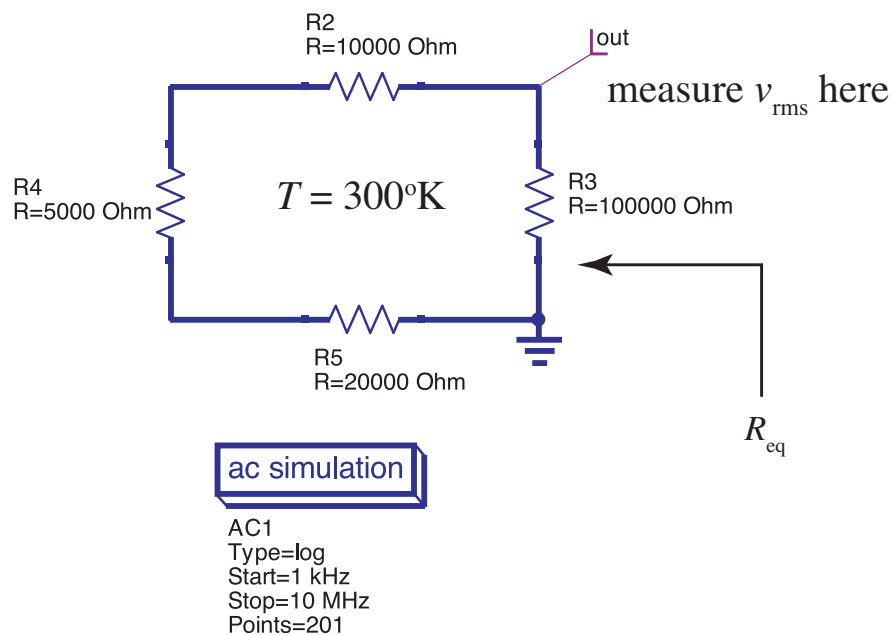 R2
R=10000 Ohm
out
measure vrms here
R4
R=5000 Ohm
T = 300°K
R3
R=100000 Ohm
R5
R=20000 Ohm
Req
ac simulation
AC1
Type=log
Start=1 kHz
Stop=10 MHz
Points=201